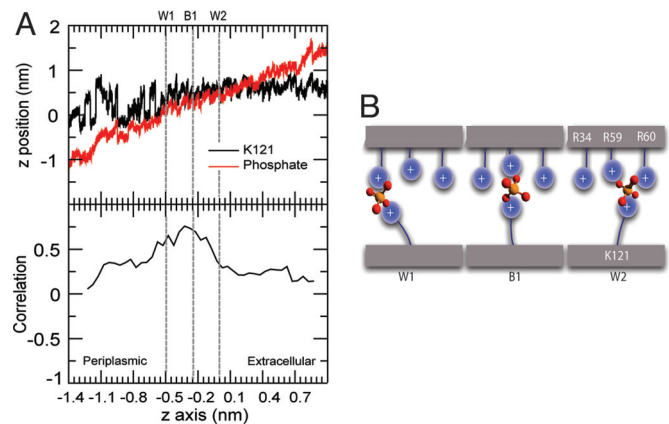 A
W1 B1 W2
2
1
0
-1
z position (nm)
K121
Phosphate
0.5
0
-0.5
-1
Correlation
Periplasmic Extracellular
-1.4 -1.1 -0.8 -0.5 -0.2 0.1 0.4 0.7
z axis (nm)
B
R34 R59 R60
+ + + + + + + + +
+ + +
K121
W1 B1 W2